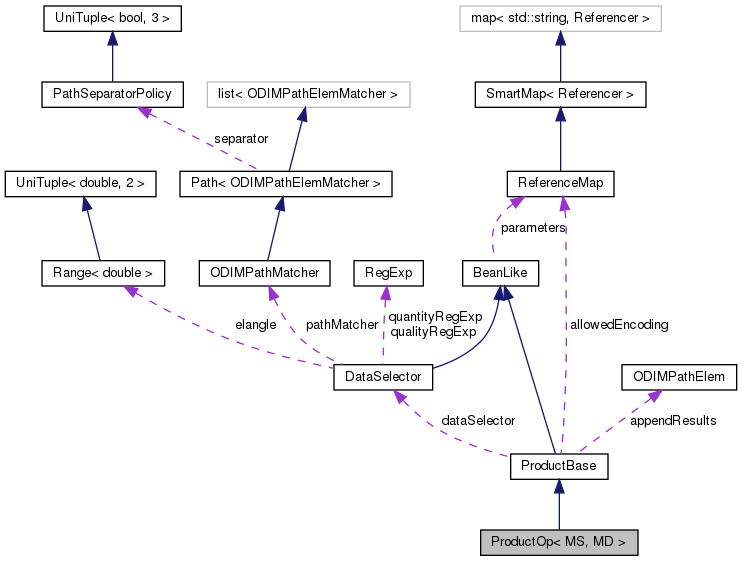 UniTuple< bool, 3 >
map< std::string, Referencer >
PathSeparatorPolicy
list< ODIMPathElemMatcher >
SmartMap< Referencer >
separator
UniTuple< double, 2 >
Path< ODIMPathElemMatcher >
ReferenceMap
parameters
Range< double >
ODIMPathMatcher
RegExp
BeanLike
elangle
pathMatcher
quantityRegExp
qualityRegExp
allowedEncoding
DataSelector
ODIMPathElem
dataSelector
appendResults
ProductBase
ProductOp< MS, MD >